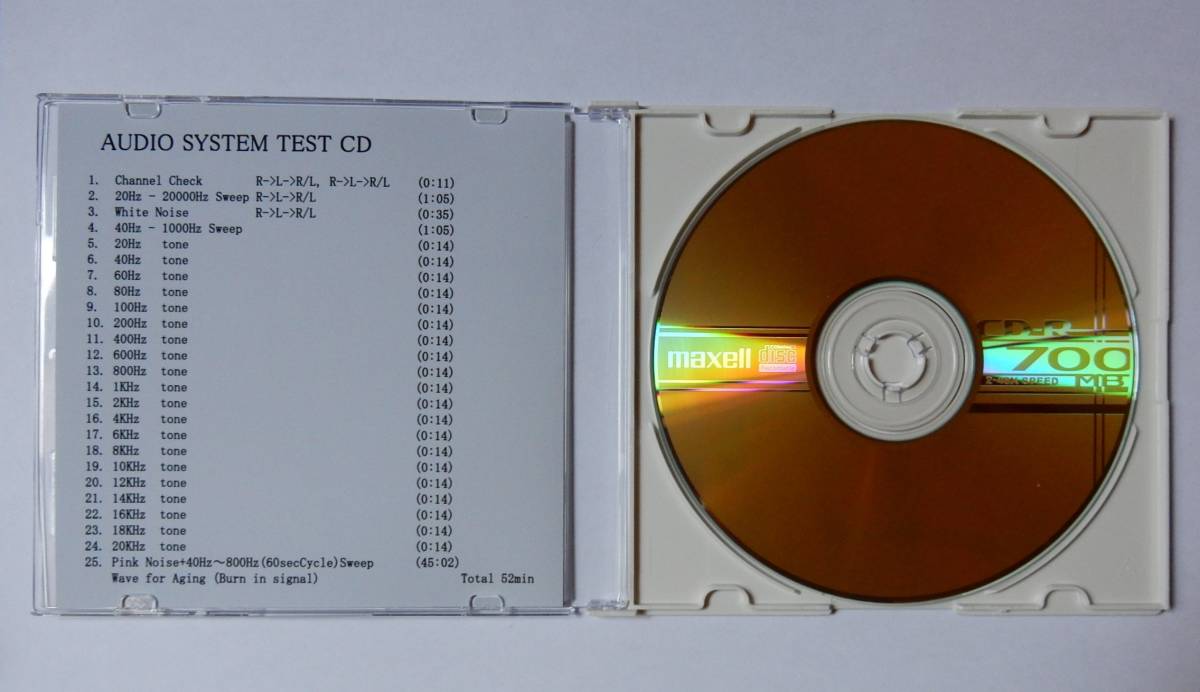 AUDIO SYSTEM TEST CD
1. Channel Check R->L->R/L, R->L->R/L (0:11)
2. 20Hz - 20000Hz Sweep R->L->R/L (1:05)
3. White Noise R->L->R/L (0:35)
4. 40Hz - 1000Hz Sweep (1:05)
5. 20Hz tone (0:14)
6. 40Hz tone (0:14)
7. 60Hz tone (0:14)
8. 80Hz tone (0:14)
9. 100Hz tone (0:14)
10. 200Hz tone (0:14)
11. 400Hz tone (0:14)
12. 600Hz tone (0:14)
13. 800Hz tone (0:14)
14. 1KHz tone (0:14)
15. 2KHz tone (0:14)
16. 4KHz tone (0:14)
17. 6KHz tone (0:14)
18. 8KHz tone (0:14)
19. 10KHz tone (0:14)
20. 12KHz tone (0:14)
21. 14KHz tone (0:14)
22. 16KHz tone (0:14)
23. 18KHz tone (0:14)
24. 20KHz tone (0:14)
25. Pink Noise+40Hz～800Hz(60secCycle)Sweep (45:02)
Wave for Aging (Burn in signal) Total 52min
maxell disc
CD-R
700
SPEED MB